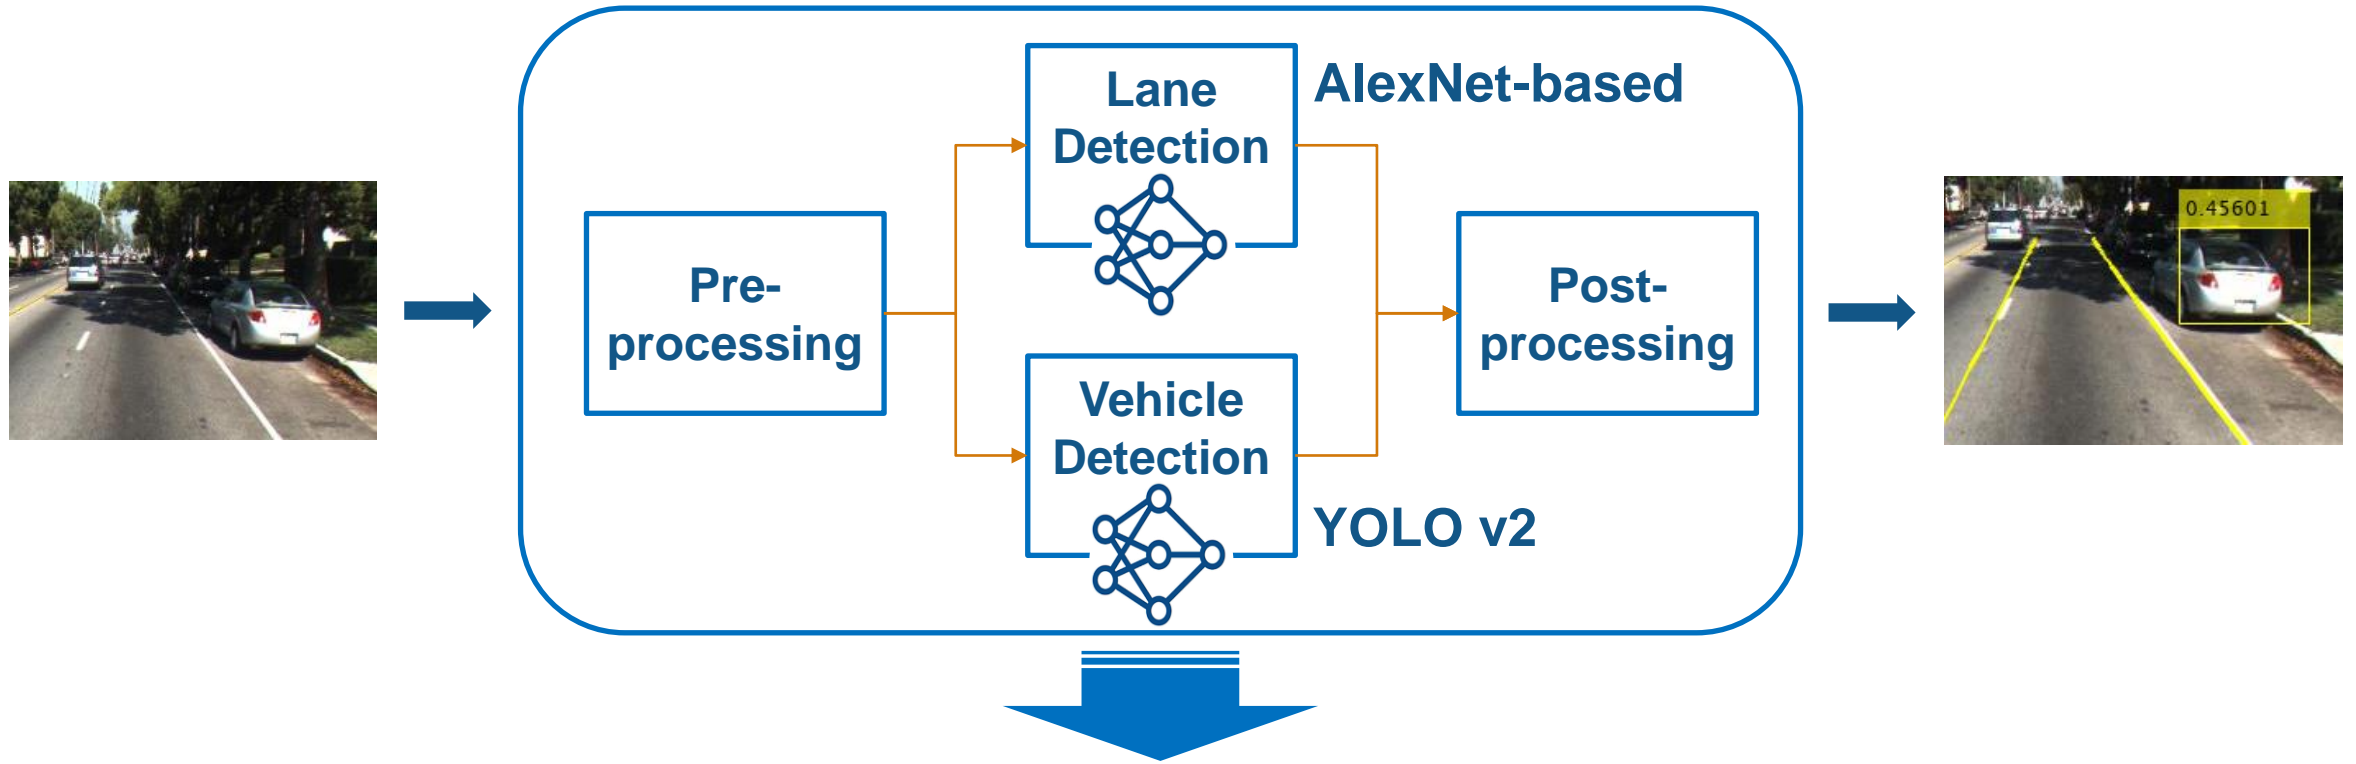 Lane
Detection
AlexNet-based
Pre-
processing
Vehicle
Detection
YOLO v2
Post-
processing
0.45601